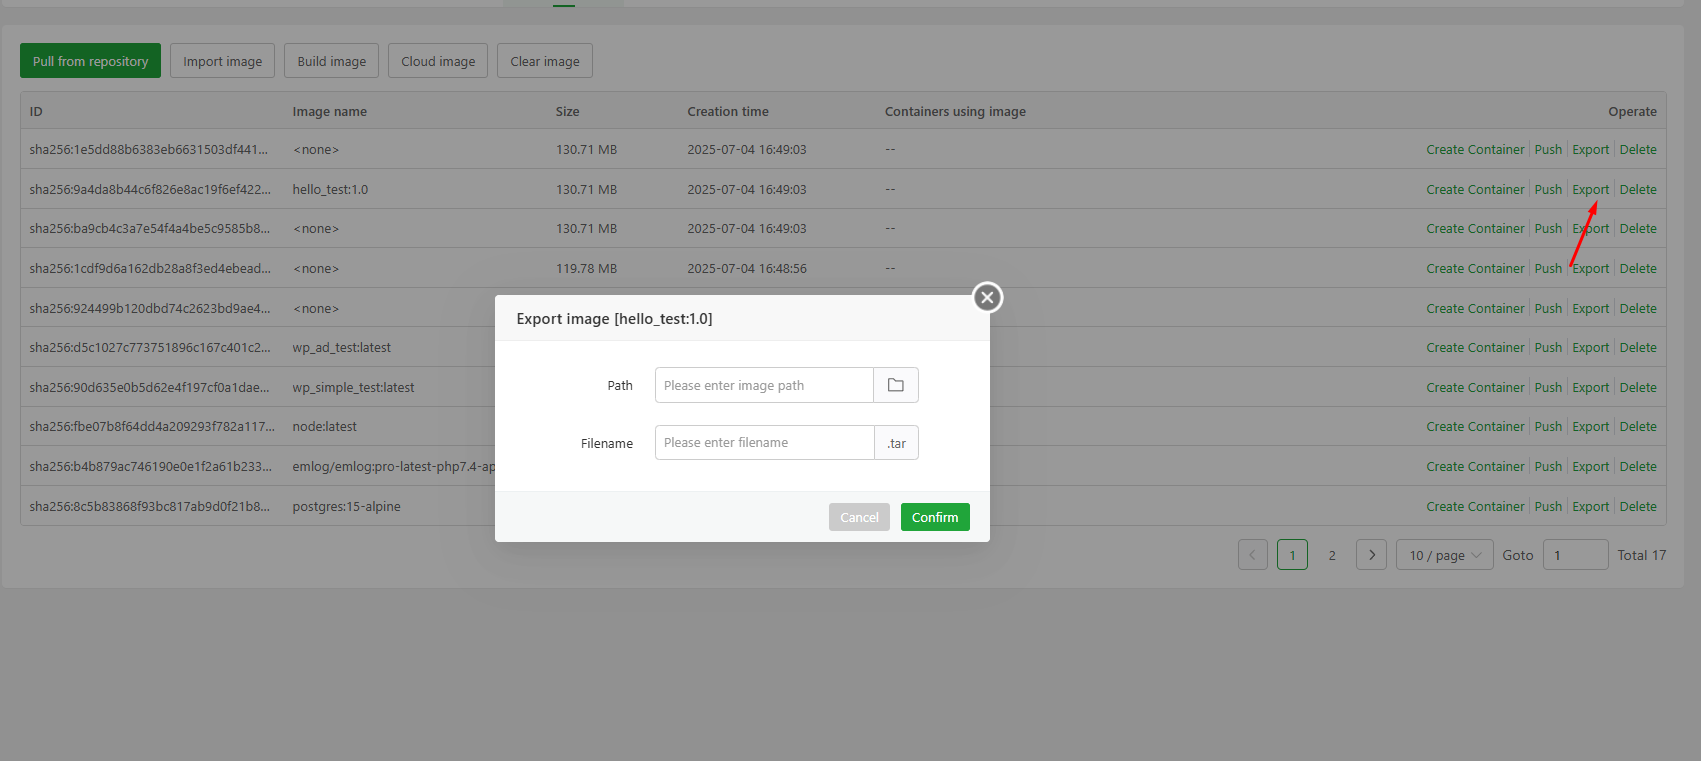 Pull from repository Import image Build image Cloud image Clear image
ID Image name Size Creation time Containers using image Operate
sha256:1e5dd88b6383eb6631503df441... <none> 130.71 MB 2025-07-04 16:49:03 -- Create Container Push Export Delete
sha256:9a4da8b44c6f826e8ac19f6ef422... hello_test:1.0 130.71 MB 2025-07-04 16:49:03 -- Create Container Push Export Delete
sha256:ba9cb4c3a7e54f4a4be5c9585b8... <none> 130.71 MB 2025-07-04 16:49:03 -- Create Container Push Export Delete
sha256:1cdf9d6a162db28a8f3ed4ebead... <none> 119.78 MB 2025-07-04 16:48:56 -- Create Container Push Export Delete
sha256:924499b120dbd74c2623bd9ae4... <none> Create Container Push Export Delete
sha256:d5c1027c773751896c167c401c2... wp_ad_test:latest Create Container Push Export Delete
sha256:90d635e0b5d62e4f197cf0a1dae... wp_simple_test:latest Create Container Push Export Delete
sha256:fbe07b8f64dd4a209293f782a117... node:latest Create Container Push Export Delete
sha256:b4b879ac746190e0e1f2a61b233... emlog/emlog:pro-latest-php7.4-ap Create Container Push Export Delete
sha256:8c5b83868f93bc817ab9d0f21b8... postgres:15-alpine Create Container Push Export Delete
Export image [hello_test:1.0]
Path Please enter image path
Filename Please enter filename .tar
Cancel Confirm
1 2 10 / page Goto 1 Total 17